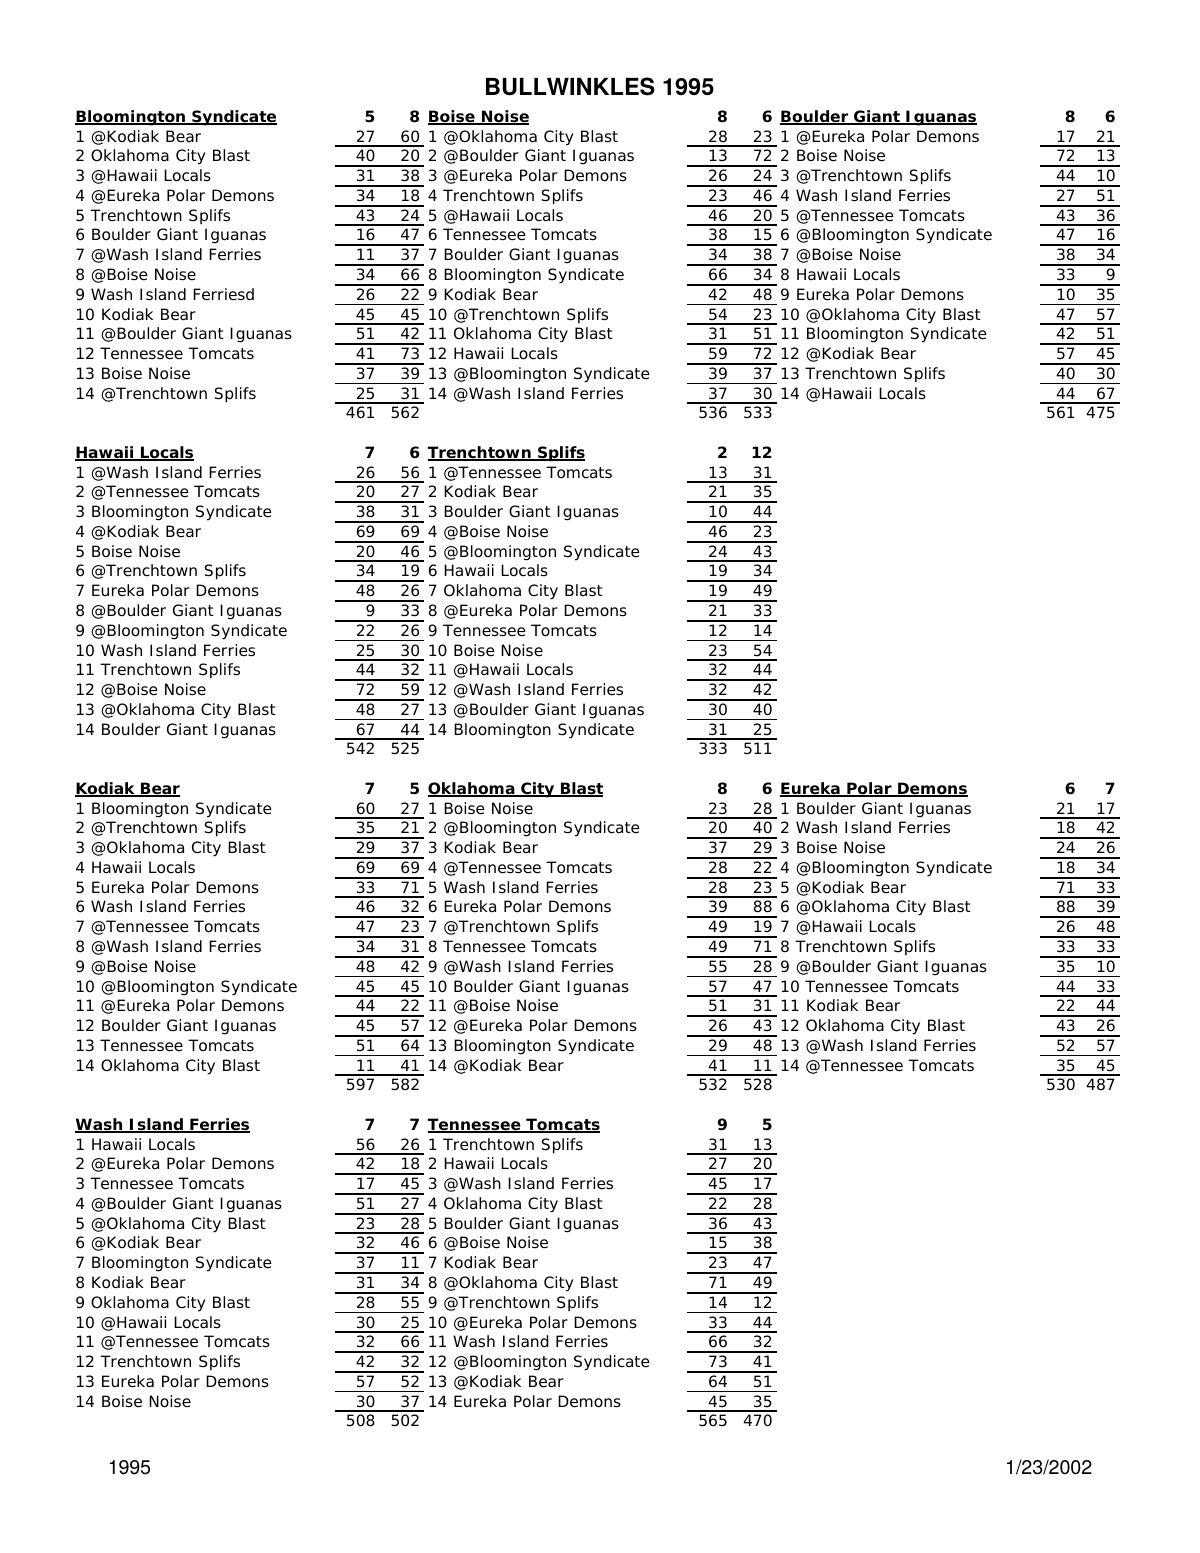 BULLWINKLES 1995
Bloomington Syndicate 5 8 Boise Noise 8 6 Boulder Giant Iguanas 8 6
1 @Kodiak Bear 27 60 1 @Oklahoma City Blast 28 23 1 @Eureka Polar Demons 17 21
2 Oklahoma City Blast 40 20 2 @Boulder Giant Iguanas 13 72 2 Boise Noise 72 13
3 @Hawaii Locals 31 38 3 @Eureka Polar Demons 26 24 3 @Trenchtown Splifs 44 10
4 @Eureka Polar Demons 34 18 4 Trenchtown Splifs 23 46 4 Wash Island Ferries 27 51
5 Trenchtown Splifs 43 24 5 @Hawaii Locals 46 20 5 @Tennessee Tomcats 43 36
6 Boulder Giant Iguanas 16 47 6 Tennessee Tomcats 38 15 6 @Bloomington Syndicate 47 16
7 @Wash Island Ferries 11 37 7 Boulder Giant Iguanas 34 38 7 @Boise Noise 38 34
8 @Boise Noise 34 66 8 Bloomington Syndicate 66 34 8 Hawaii Locals 33 9
9 Wash Island Ferriesd 26 22 9 Kodiak Bear 42 48 9 Eureka Polar Demons 10 35
10 Kodiak Bear 45 45 10 @Trenchtown Splifs 54 23 10 @Oklahoma City Blast 47 57
11 @Boulder Giant Iguanas 51 42 11 Oklahoma City Blast 31 51 11 Bloomington Syndicate 42 51
12 Tennessee Tomcats 41 73 12 Hawaii Locals 59 72 12 @Kodiak Bear 57 45
13 Boise Noise 37 39 13 @Bloomington Syndicate 39 37 13 Trenchtown Splifs 40 30
14 @Trenchtown Splifs 25 31 14 @Wash Island Ferries 37 30 14 @Hawaii Locals 44 67
461 562 536 533 561 475
Hawaii Locals 7 6 Trenchtown Splifs 2 12
1 @Wash Island Ferries 26 56 1 @Tennessee Tomcats 13 31
2 @Tennessee Tomcats 20 27 2 Kodiak Bear 21 35
3 Bloomington Syndicate 38 31 3 Boulder Giant Iguanas 10 44
4 @Kodiak Bear 69 69 4 @Boise Noise 46 23
5 Boise Noise 20 46 5 @Bloomington Syndicate 24 43
6 @Trenchtown Splifs 34 19 6 Hawaii Locals 19 34
7 Eureka Polar Demons 48 26 7 Oklahoma City Blast 19 49
8 @Boulder Giant Iguanas 9 33 8 @Eureka Polar Demons 21 33
9 @Bloomington Syndicate 22 26 9 Tennessee Tomcats 12 14
10 Wash Island Ferries 25 30 10 Boise Noise 23 54
11 Trenchtown Splifs 44 32 11 @Hawaii Locals 32 44
12 @Boise Noise 72 59 12 @Wash Island Ferries 32 42
13 @Oklahoma City Blast 48 27 13 @Boulder Giant Iguanas 30 40
14 Boulder Giant Iguanas 67 44 14 Bloomington Syndicate 31 25
542 525 333 511
Kodiak Bear 7 5 Oklahoma City Blast 8 6 Eureka Polar Demons 6 7
1 Bloomington Syndicate 60 27 1 Boise Noise 23 28 1 Boulder Giant Iguanas 21 17
2 @Trenchtown Splifs 35 21 2 @Bloomington Syndicate 20 40 2 Wash Island Ferries 18 42
3 @Oklahoma City Blast 29 37 3 Kodiak Bear 37 29 3 Boise Noise 24 26
4 Hawaii Locals 69 69 4 @Tennessee Tomcats 28 22 4 @Bloomington Syndicate 18 34
5 Eureka Polar Demons 33 71 5 Wash Island Ferries 28 23 5 @Kodiak Bear 71 33
6 Wash Island Ferries 46 32 6 Eureka Polar Demons 39 88 6 @Oklahoma City Blast 88 39
7 @Tennessee Tomcats 47 23 7 @Trenchtown Splifs 49 19 7 @Hawaii Locals 26 48
8 @Wash Island Ferries 34 31 8 Tennessee Tomcats 49 71 8 Trenchtown Splifs 33 33
9 @Boise Noise 48 42 9 @Wash Island Ferries 55 28 9 @Boulder Giant Iguanas 35 10
10 @Bloomington Syndicate 45 45 10 Boulder Giant Iguanas 57 47 10 Tennessee Tomcats 44 33
11 @Eureka Polar Demons 44 22 11 @Boise Noise 51 31 11 Kodiak Bear 22 44
12 Boulder Giant Iguanas 45 57 12 @Eureka Polar Demons 26 43 12 Oklahoma City Blast 43 26
13 Tennessee Tomcats 51 64 13 Bloomington Syndicate 29 48 13 @Wash Island Ferries 52 57
14 Oklahoma City Blast 11 41 14 @Kodiak Bear 41 11 14 @Tennessee Tomcats 35 45
597 582 532 528 530 487
Wash Island Ferries 7 7 Tennessee Tomcats 9 5
1 Hawaii Locals 56 26 1 Trenchtown Splifs 31 13
2 @Eureka Polar Demons 42 18 2 Hawaii Locals 27 20
3 Tennessee Tomcats 17 45 3 @Wash Island Ferries 45 17
4 @Boulder Giant Iguanas 51 27 4 Oklahoma City Blast 22 28
5 @Oklahoma City Blast 23 28 5 Boulder Giant Iguanas 36 43
6 @Kodiak Bear 32 46 6 @Boise Noise 15 38
7 Bloomington Syndicate 37 11 7 Kodiak Bear 23 47
8 Kodiak Bear 31 34 8 @Oklahoma City Blast 71 49
9 Oklahoma City Blast 28 55 9 @Trenchtown Splifs 14 12
10 @Hawaii Locals 30 25 10 @Eureka Polar Demons 33 44
11 @Tennessee Tomcats 32 66 11 Wash Island Ferries 66 32
12 Trenchtown Splifs 42 32 12 @Bloomington Syndicate 73 41
13 Eureka Polar Demons 57 52 13 @Kodiak Bear 64 51
14 Boise Noise 30 37 14 Eureka Polar Demons 45 35
508 502 565 470
1995 1/23/2002